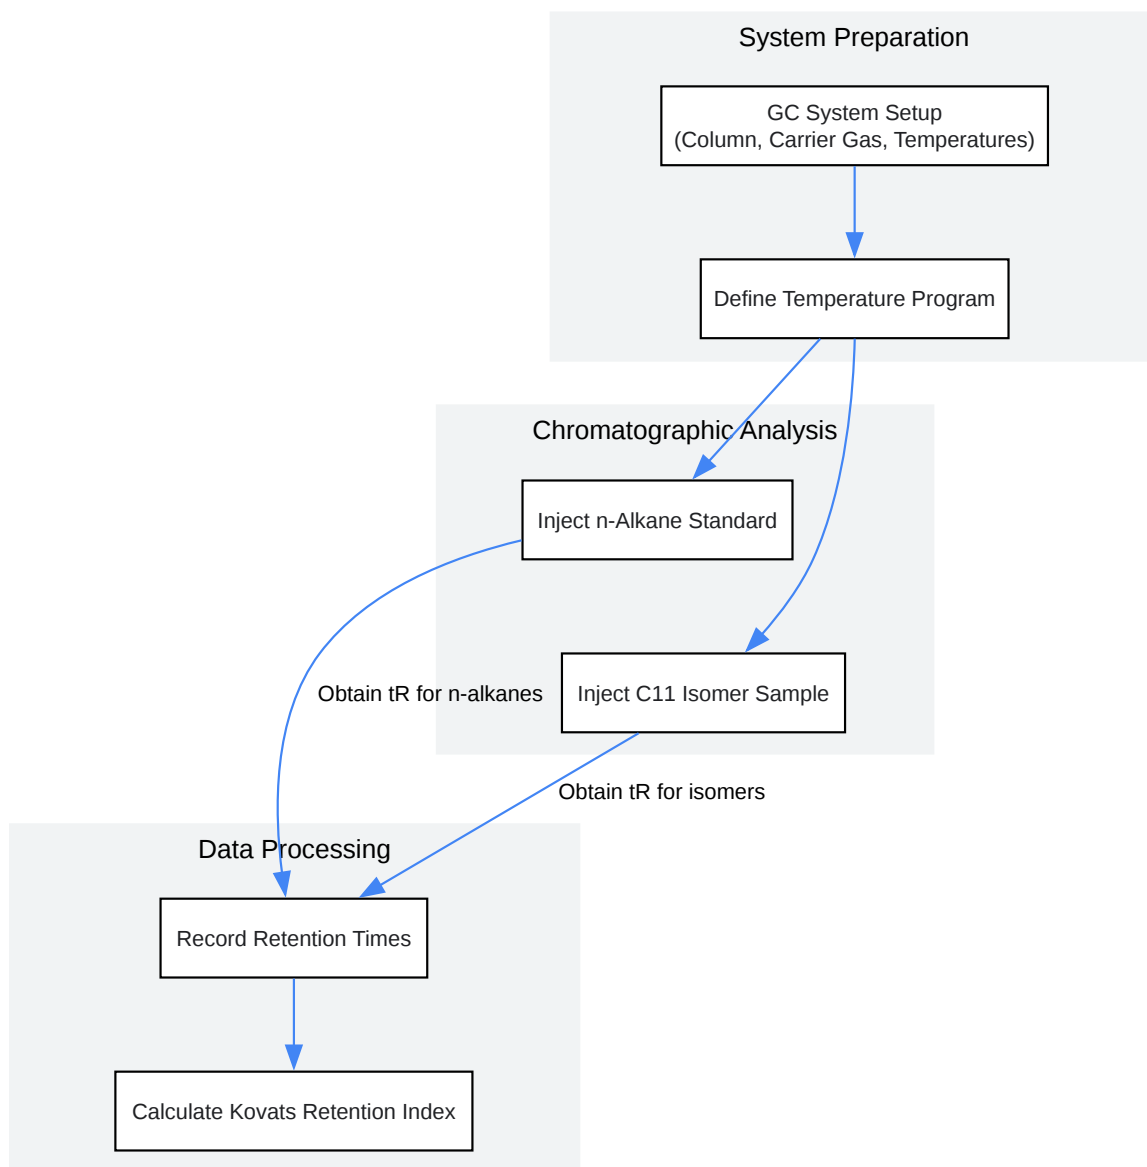 System Preparation
GC System Setup
(Column, Carrier Gas, Temperatures)
Define Temperature Program
Chromatographic Analysis
Inject n-Alkane Standard
Obtain tR for n-alkanes
Inject C11 Isomer Sample
Obtain tR for isomers
Data Processing
Record Retention Times
Calculate Kovats Retention Index